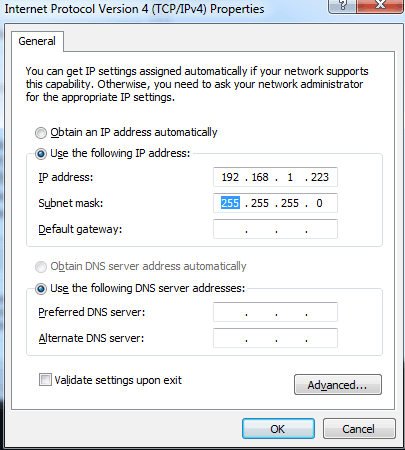 Internet Protocol Version 4 (TCP/IPv4) Properties
?
General
You can get IP settings assigned automatically if your network supports
this capability. Otherwise, you need to ask your network administrator
for the appropriate IP settings.
Obtain an IP address automatically
Use the following IP address:
IP address: 192 . 168 . 1 . 223
Subnet mask: 255 . 255 . 255 . 0
Default gateway: . . .
Obtain DNS server address automatically
Use the following DNS server addresses:
Preferred DNS server: . . .
Alternate DNS server: . . .
Validate settings upon exit
Advanced...
OK Cancel